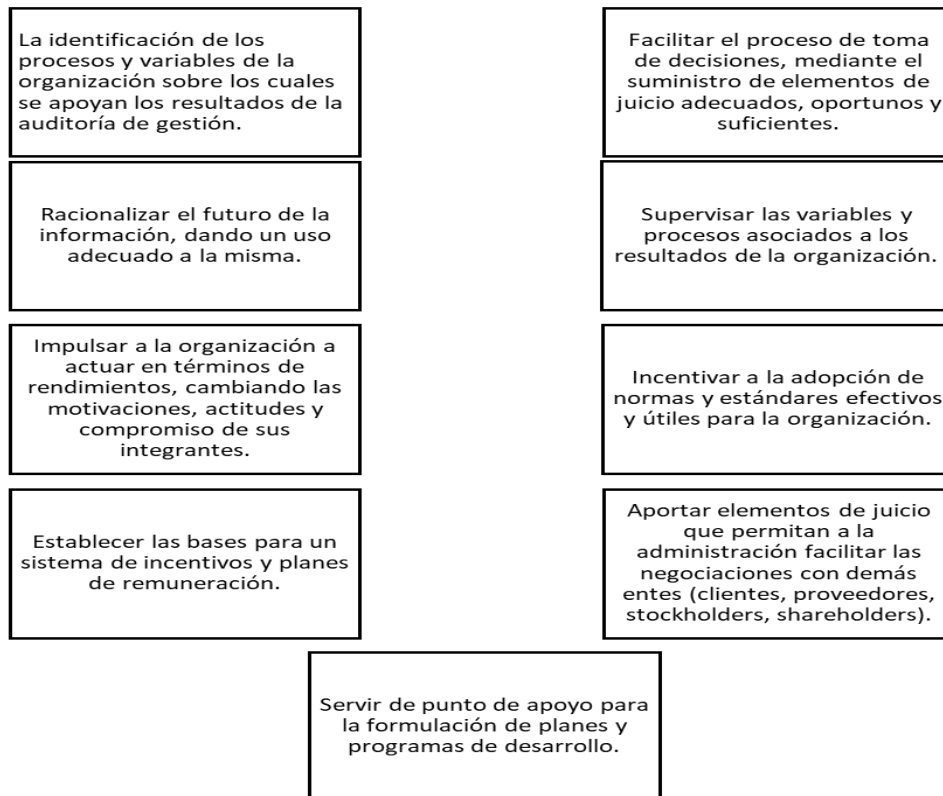 La identificación de los
procesos y variables de la
organización sobre los cuales
se apoyan los resultados de la
auditoría de gestión.
Facilitar el proceso de toma
de decisiones, mediante el
suministro de elementos de
juicio adecuados, oportunos y
suficientes.
Racionalizar el futuro de la
información, dando un uso
adecuado a la misma.
Supervisar las variables y
procesos asociados a los
resultados de la organización.
Impulsar a la organización a
actuar en términos de
rendimientos, cambiando las
motivaciones, actitudes y
compromiso de sus
integrantes.
Incentivar a la adopción de
normas y estándares efectivos
y útiles para la organización.
Establecer las bases para un
sistema de incentivos y planes
de remuneración.
Aportar elementos de juicio
que permitan a la
administración facilitar las
negociaciones con demás
entes (clientes, proveedores,
stockholders, shareholders).
Servir de punto de apoyo para
la formulación de planes y
programas de desarrollo.